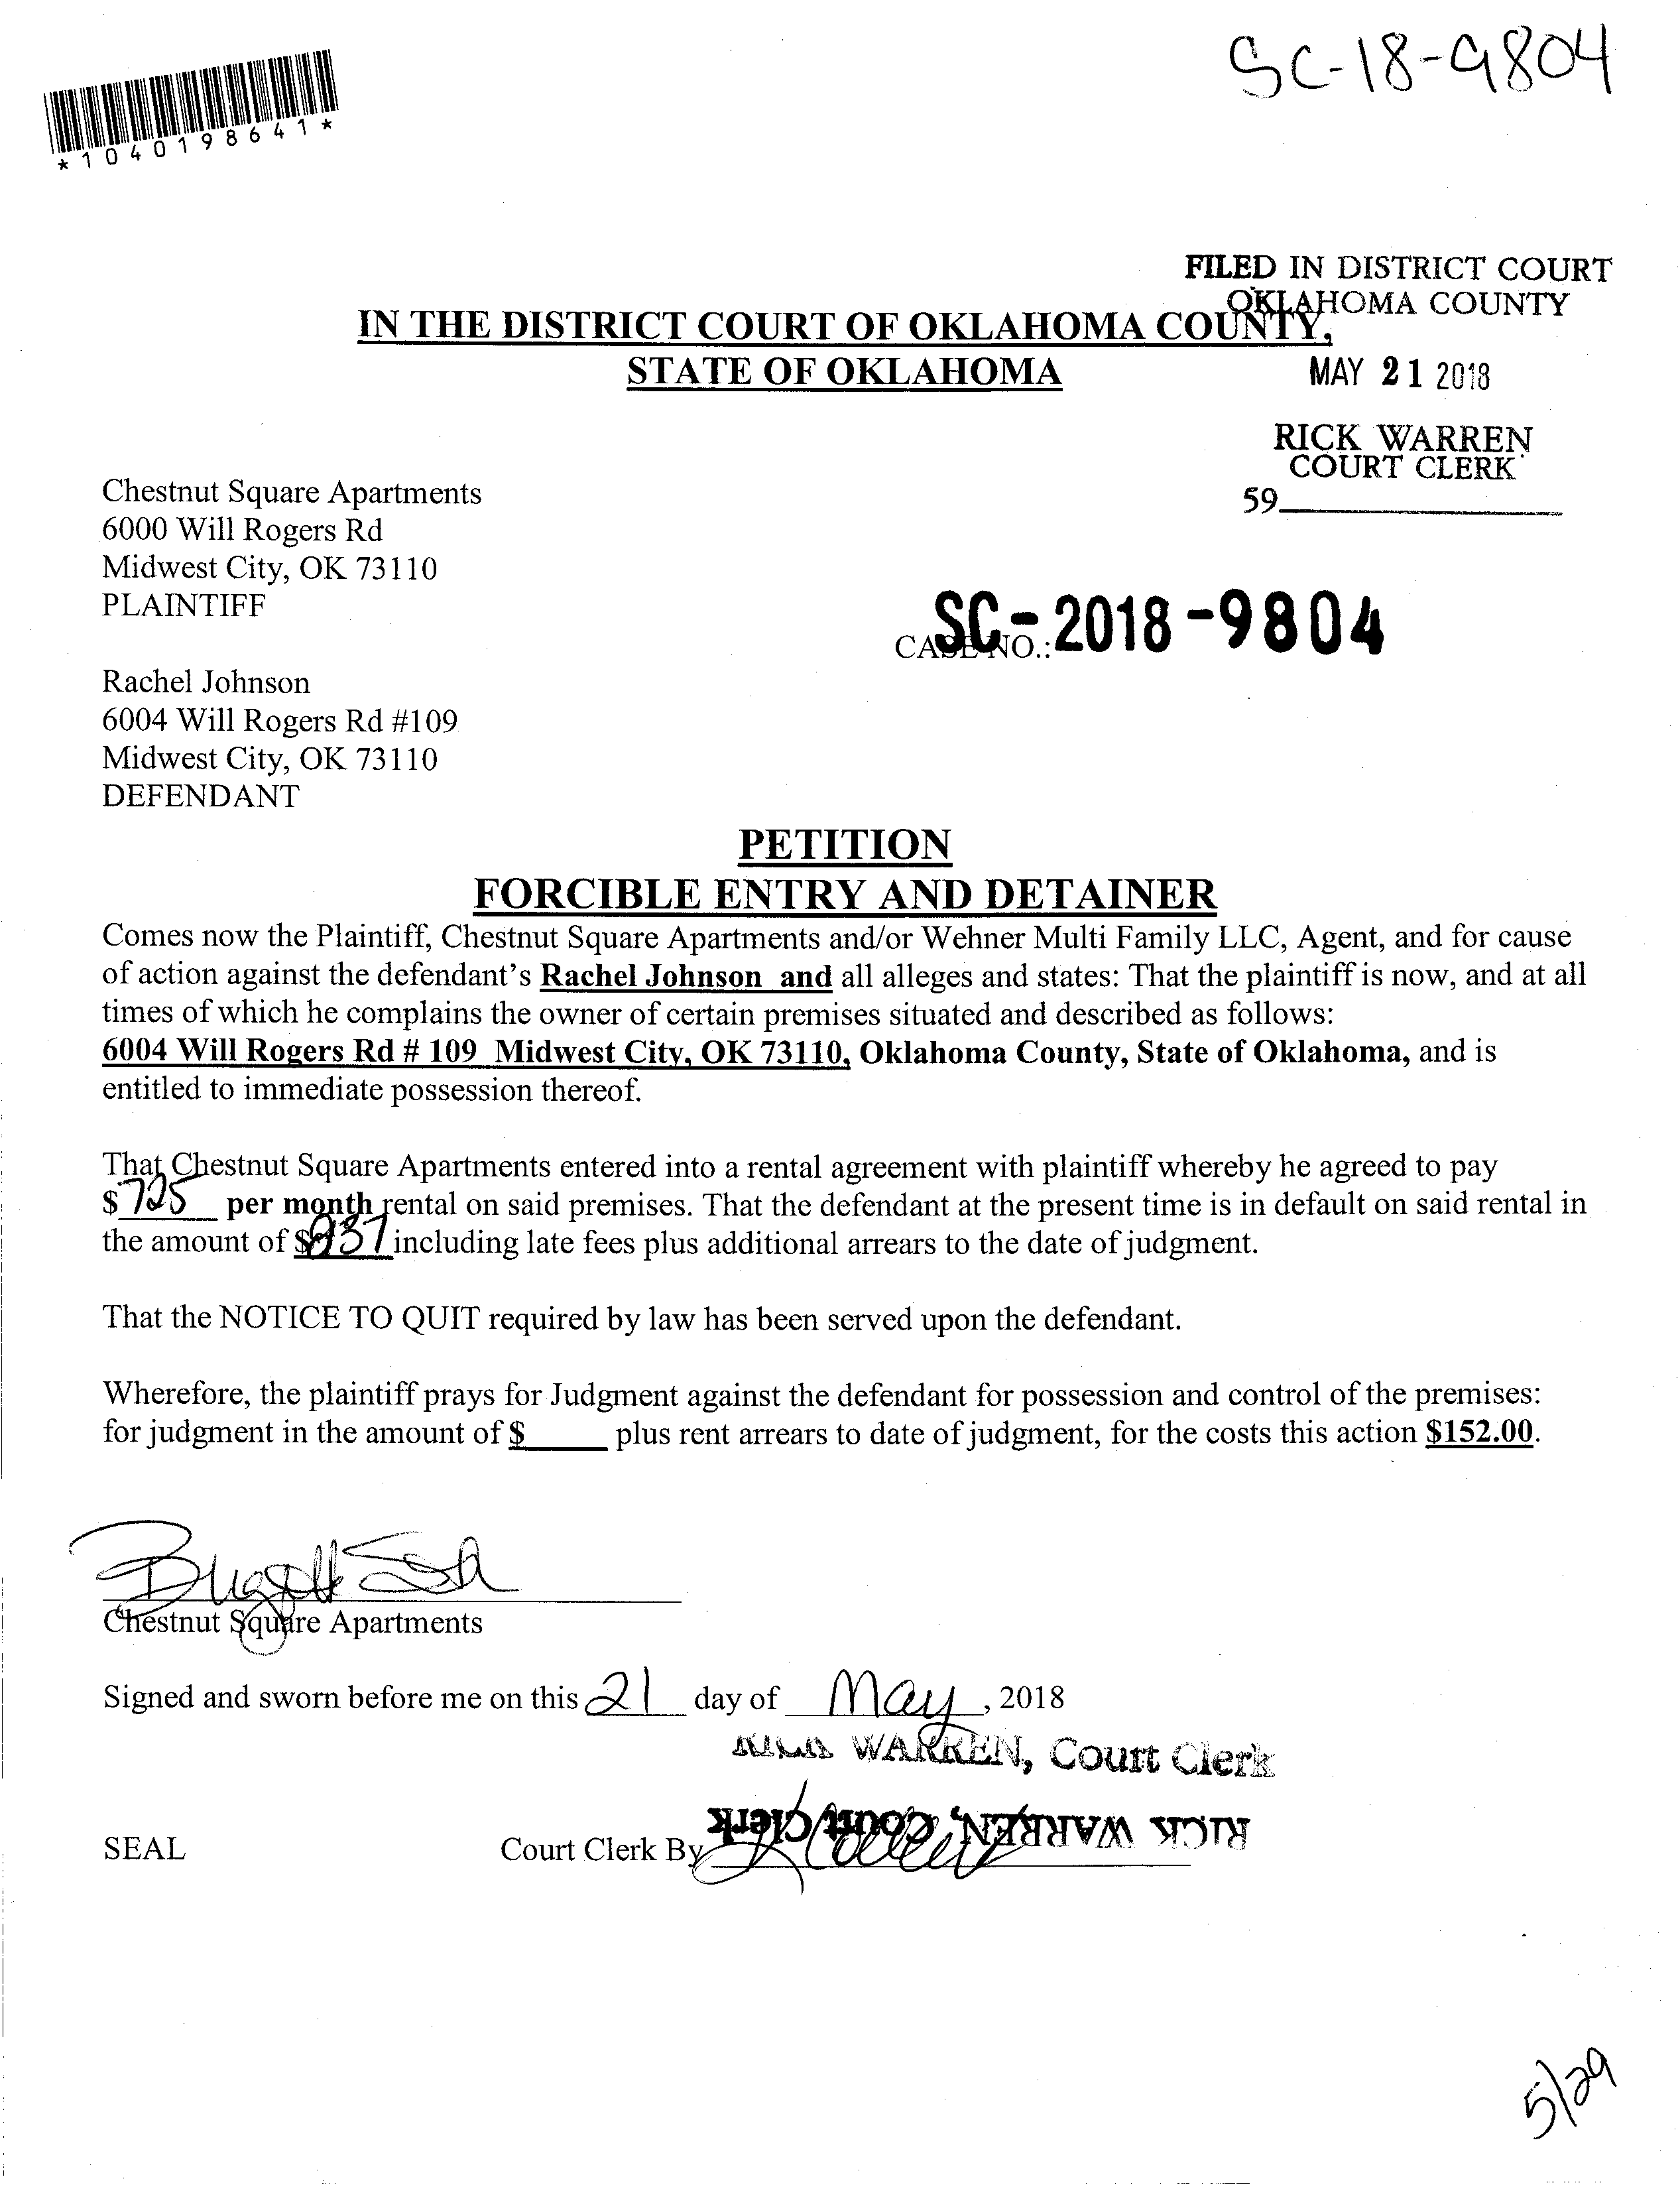 SC-18-9804
*1040198641*
FILED IN DISTRICT COURT
OKLAHOMA COUNTY
IN THE DISTRICT COURT OF OKLAHOMA COUNTY,
STATE OF OKLAHOMA
MAY 21 2018
RICK WARREN
COURT CLERK
59
Chestnut Square Apartments
6000 Will Rogers Rd
Midwest City, OK 73110
PLAINTIFF
CASE NO.: SC-2018-9804
Rachel Johnson
6004 Will Rogers Rd #109
Midwest City, OK 73110
DEFENDANT
PETITION
FORCIBLE ENTRY AND DETAINER
Comes now the Plaintiff, Chestnut Square Apartments and/or Wehner Multi Family LLC, Agent, and for cause
of action against the defendant's Rachel Johnson and all alleges and states: That the plaintiff is now, and at all
times of which he complains the owner of certain premises situated and described as follows:
6004 Will Rogers Rd # 109 Midwest City, OK 73110, Oklahoma County, State of Oklahoma, and is
entitled to immediate possession thereof.
That Chestnut Square Apartments entered into a rental agreement with plaintiff whereby he agreed to pay
$725 per month rental on said premises. That the defendant at the present time is in default on said rental in
the amount of $ including late fees plus additional arrears to the date of judgment.
That the NOTICE TO QUIT required by law has been served upon the defendant.
Wherefore, the plaintiff prays for Judgment against the defendant for possession and control of the premises:
for judgment in the amount of $_____ plus rent arrears to date of judgment, for the costs this action $152.00.
Chestnut Square Apartments
Signed and sworn before me on this 21 day of May, 2018
WARREN, Court Clerk
RICK WARREN, Court Clerk
SEAL Court Clerk By
5/29